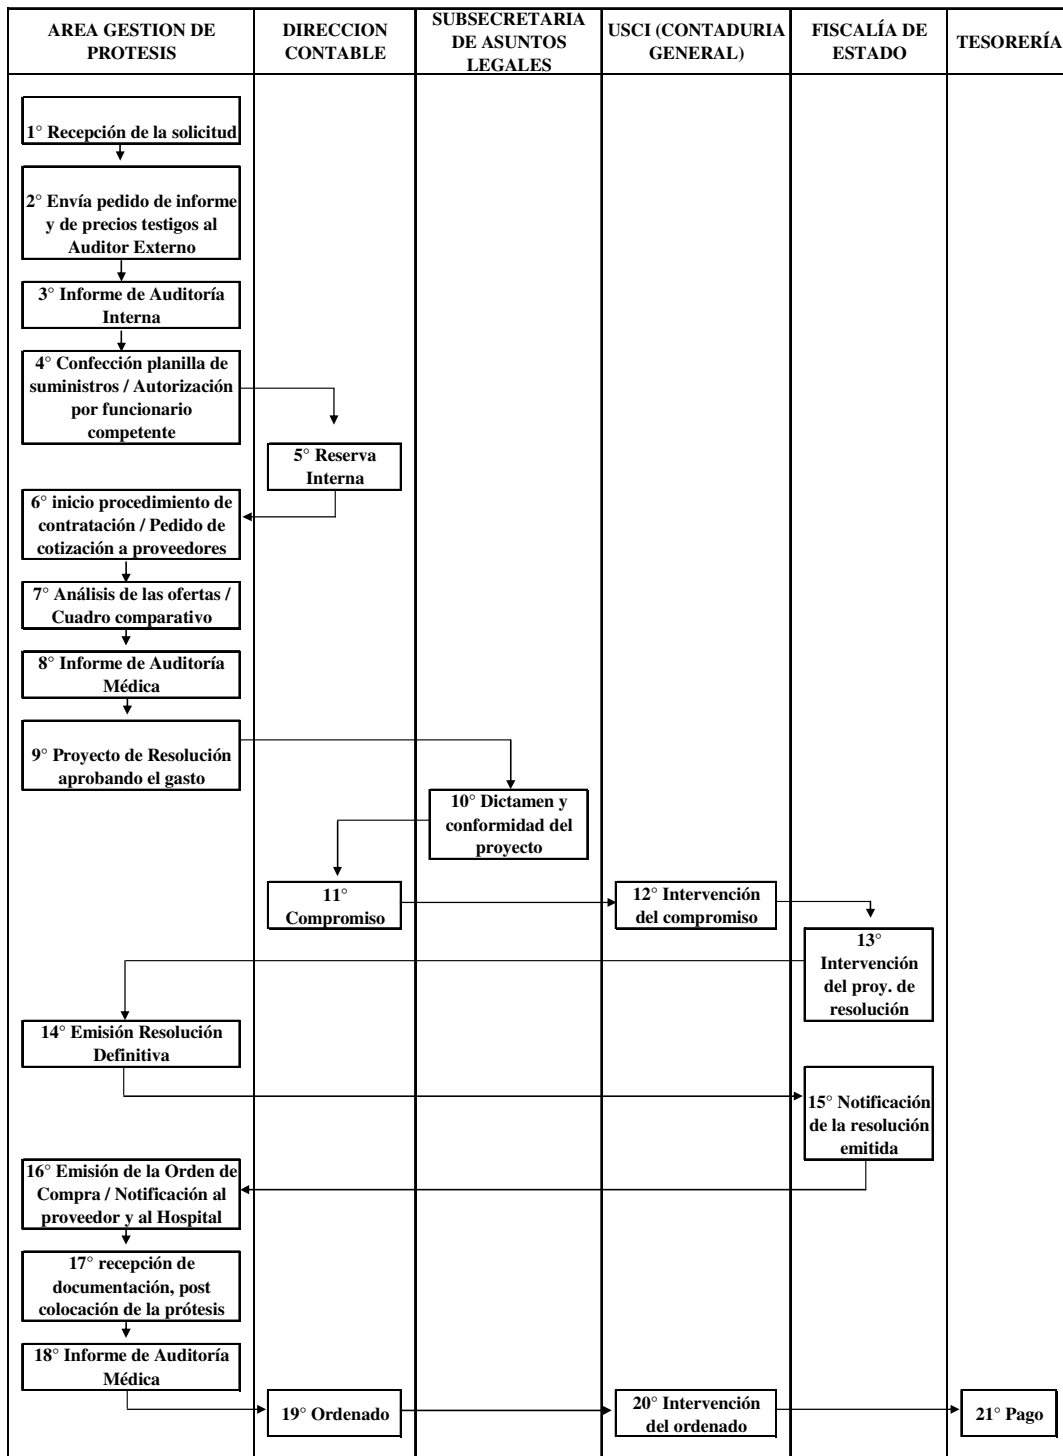 AREA GESTION DE
PROTESIS
DIRECCION
CONTABLE
SUBSECRETARIA
DE ASUNTOS
LEGALES
USCI (CONTADURIA
GENERAL)
FISCALÍA DE
ESTADO
TESORERÍA
1° Recepción de la solicitud
2° Envía pedido de informe
y de precios testigos al
Auditor Externo
3° Informe de Auditoría
Interna
4° Confección planilla de
suministros / Autorización
por funcionario
competente
5° Reserva
Interna
6° inicio procedimiento de
contratación / Pedido de
cotización a proveedores
7° Análisis de las ofertas /
Cuadro comparativo
8° Informe de Auditoría
Médica
9° Proyecto de Resolución
aprobando el gasto
10° Dictamen y
conformidad del
proyecto
11°
Compromiso
12° Intervención
del compromiso
13°
Intervención
del proy. de
resolución
14° Emisión Resolución
Definitiva
15° Notificación
de la resolución
emitida
16° Emisión de la Orden de
Compra / Notificación al
proveedor y al Hospital
17° recepción de
documentación, post
colocación de la prótesis
18° Informe de Auditoría
Médica
19° Ordenado
20° Intervención
del ordenado
21° Pago